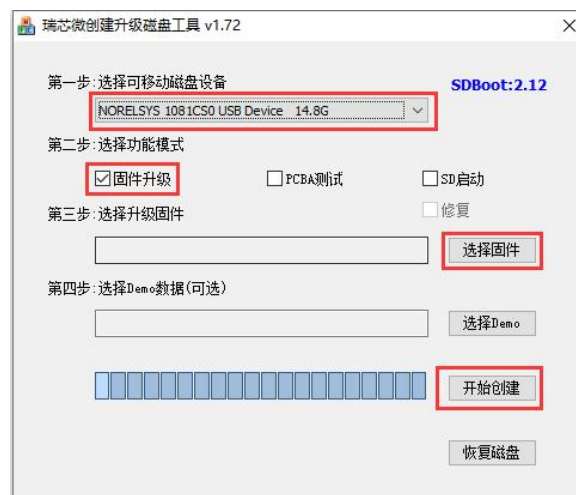 瑞芯微创建升级磁盘工具 v1.72
第一步:选择可移动磁盘设备
SDBoot:2.12
NORELSYS 1081CS0 USB Device 14.8G
第二步:选择功能模式
固件升级 PCBA测试 SD启动
第三步:选择升级固件
修复
选择固件
第四步:选择Demo数据(可选)
选择Demo
开始创建
恢复磁盘